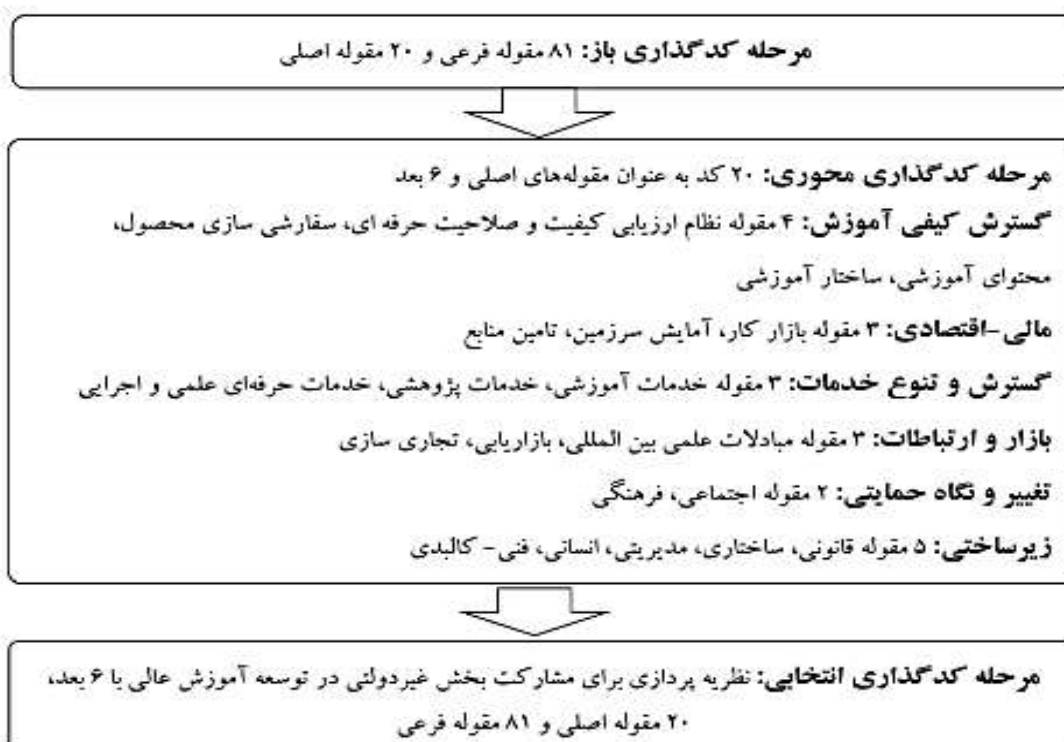 مرحله کدگذاری باز: ۸۱ مقوله فرعی و ۲۰ مقوله اصلی
مرحله کدگذاری محوری: ۲۰ کد به عنوان مقوله‌های اصلی و ۶ بعد
گسترش کیفی آموزش: ۴ مقوله نظام ارزیابی کیفیت و صلاحیت حرفه ای، سفارشی سازی محصول،
محتوای آموزشی، ساختار آموزشی
مالی-اقتصادی: ۳ مقوله بازار کار، آمایش سرزمین، تامین منابع
گسترش و تنوع خدمات: ۳ مقوله خدمات آموزشی، خدمات پژوهشی، خدمات حرفه‌ای علمی و اجرایی
بازار و ارتباطات: ۳ مقوله مبادلات علمی بین المللی، بازاریابی، تجاری سازی
تغییر و نگاه حمایتی: ۲ مقوله اجتماعی، فرهنگی
زیرساختی: ۵ مقوله قانونی، ساختاری، مدیریتی، انسانی، فنی- کالبدی
مرحله کدگذاری انتخابی: نظریه پردازی برای مشارکت بخش غیردولتی در توسعه آموزش عالی با ۶ بعد،
۲۰ مقوله اصلی و ۸۱ مقوله فرعی